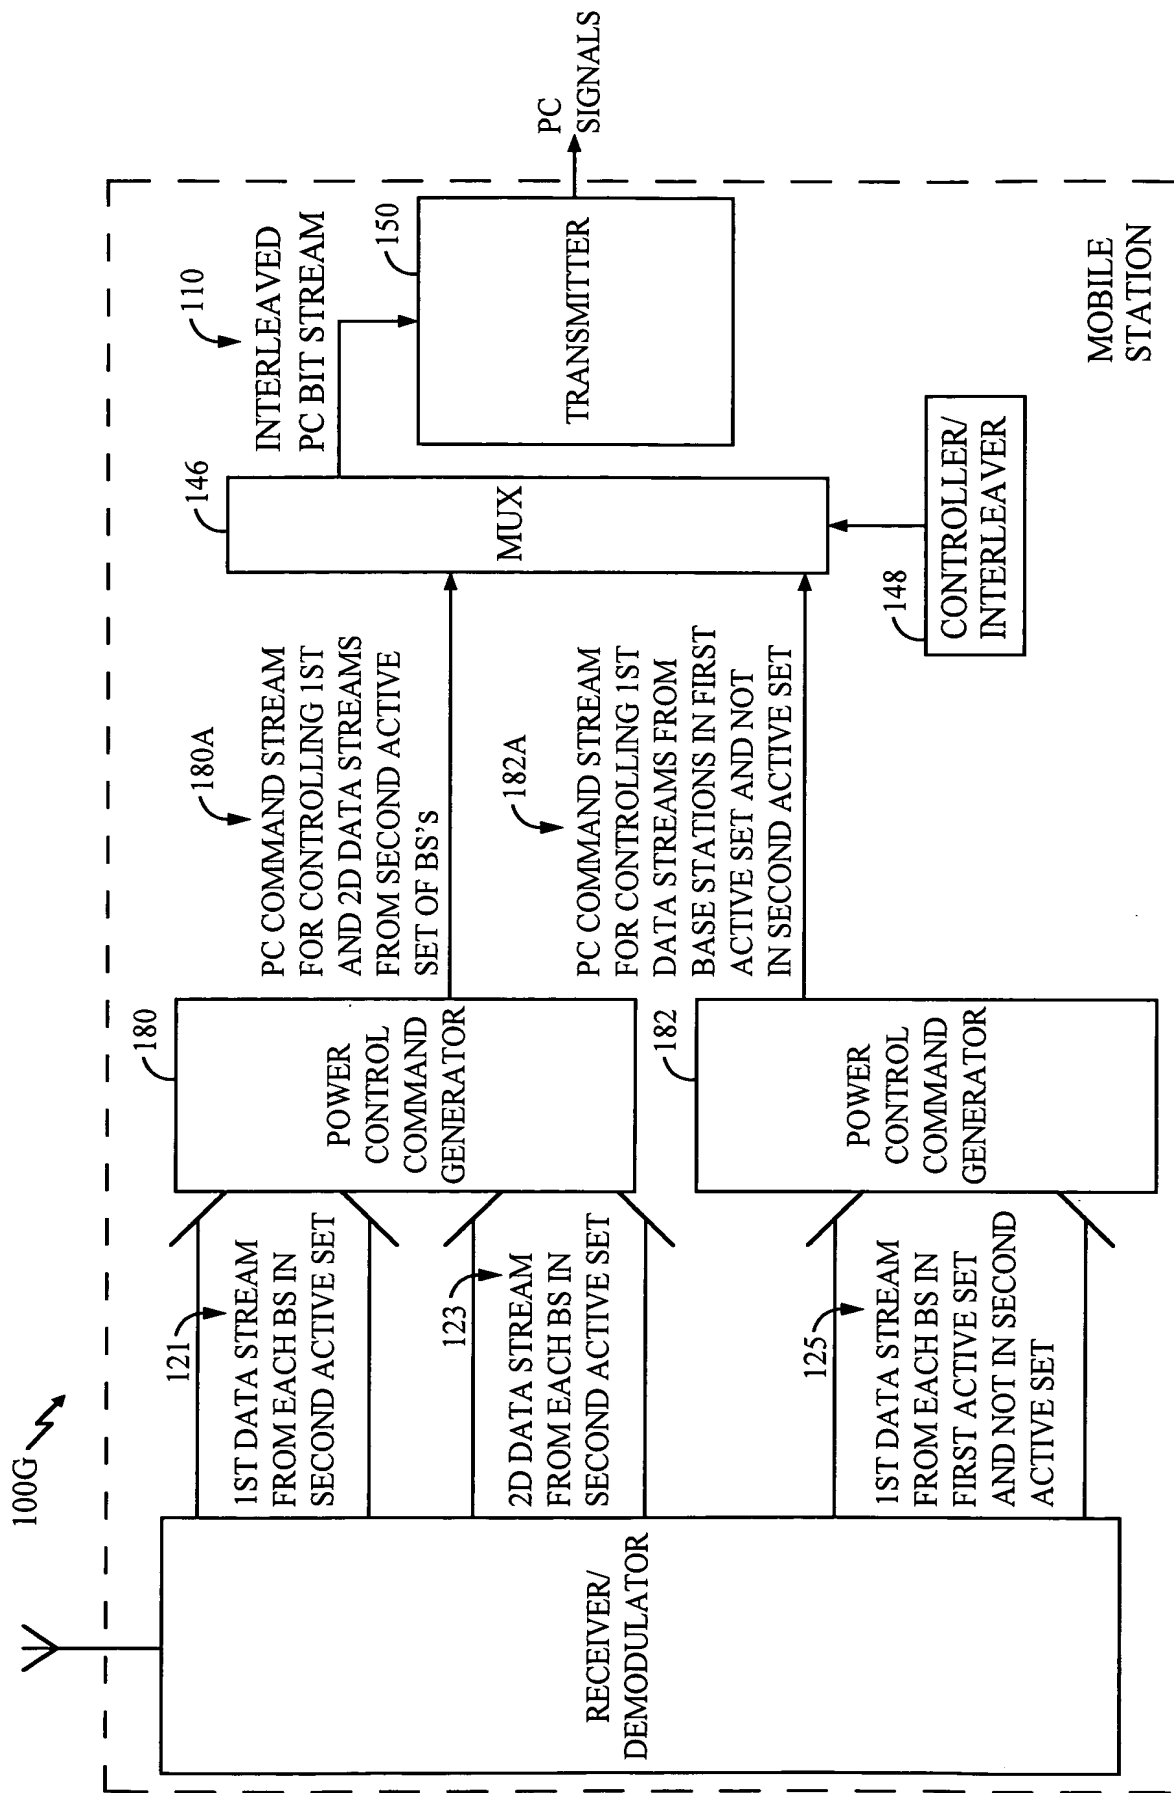 100G
RECEIVER/
DEMODULATOR
121
1ST DATA STREAM
FROM EACH BS IN
SECOND ACTIVE SET
123
2D DATA STREAM
FROM EACH BS IN
SECOND ACTIVE SET
125
1ST DATA STREAM
FROM EACH BS IN
FIRST ACTIVE SET
AND NOT IN SECOND
ACTIVE SET
180
POWER
CONTROL
COMMAND
GENERATOR
182
POWER
CONTROL
COMMAND
GENERATOR
180A
PC COMMAND STREAM
FOR CONTROLLING 1ST
AND 2D DATA STREAMS
FROM SECOND ACTIVE
SET OF BS'S
182A
PC COMMAND STREAM
FOR CONTROLLING 1ST
DATA STREAMS FROM
BASE STATIONS IN FIRST
ACTIVE SET AND NOT
IN SECOND ACTIVE SET
146
MUX
148
CONTROLLER/
INTERLEAVER
110
INTERLEAVED
PC BIT STREAM
150
TRANSMITTER
PC
SIGNALS
MOBILE
STATION